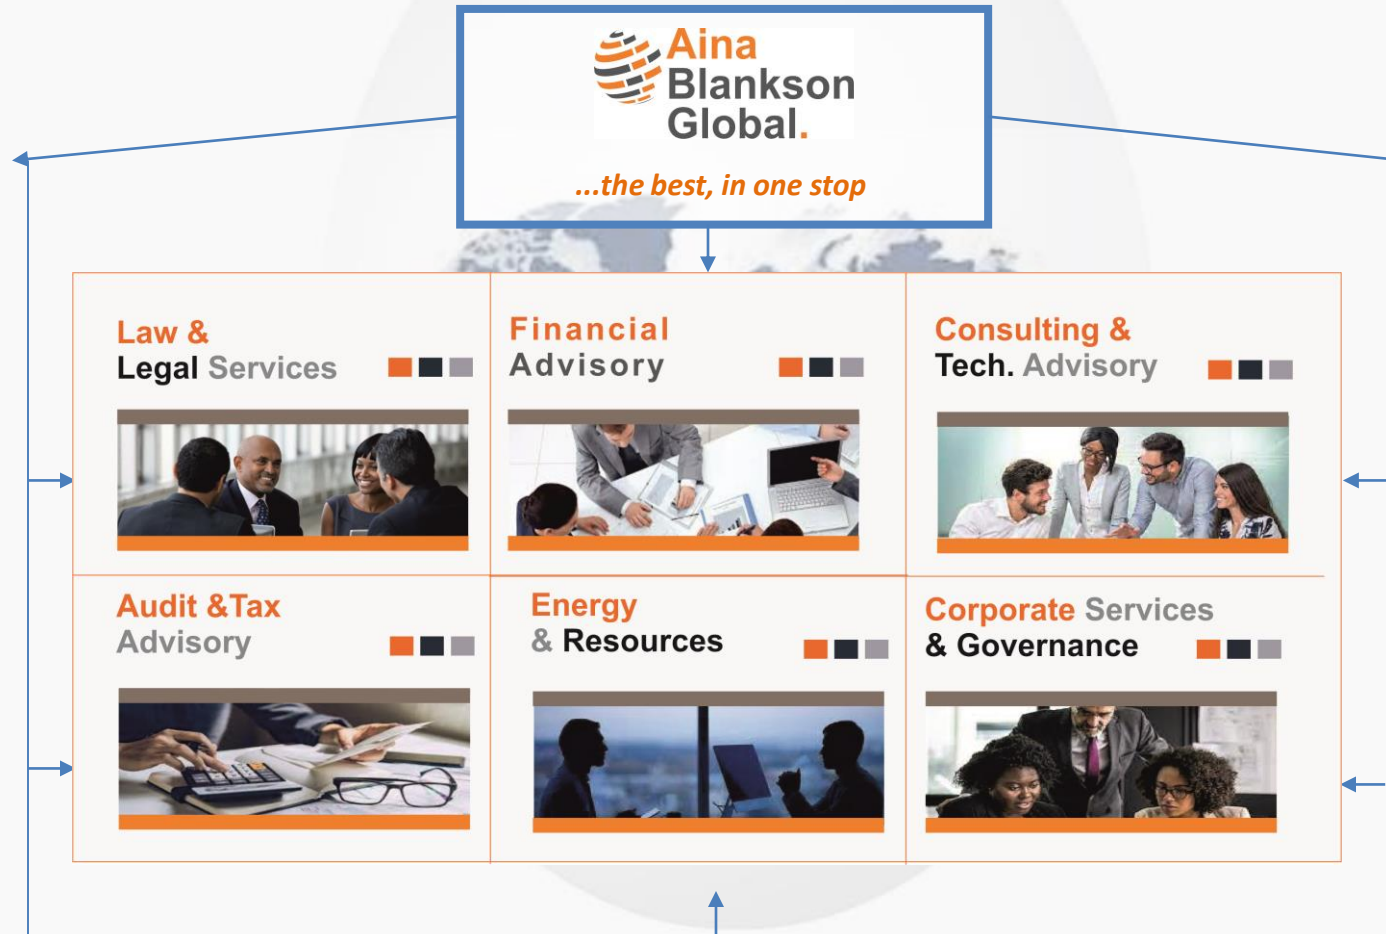 Aina
Blankson
Global.
...the best, in one stop
Law &
Legal Services
Financial
Advisory
Consulting &
Tech. Advisory
Audit &Tax
Advisory
Energy
& Resources
Corporate Services
& Governance